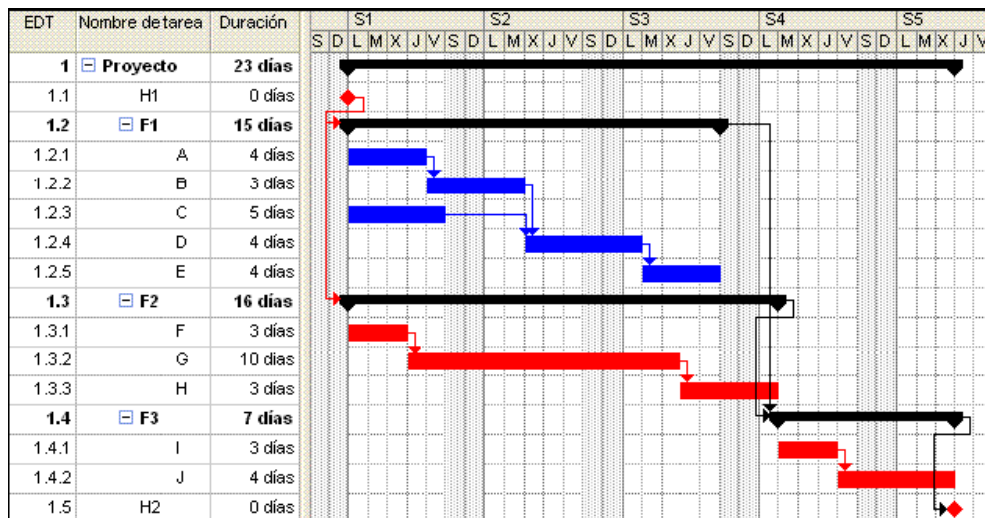 EDT Nombre de tarea Duración S1 S2 S3 S4 S5
S D L M X J V S D L M X J V S D L M X J V S D L M X J V S D L M X J V
1 Proyecto 23 días
1.1 H1 0 días
1.2 F1 15 días
1.2.1 A 4 días
1.2.2 B 3 días
1.2.3 C 5 días
1.2.4 D 4 días
1.2.5 E 4 días
1.3 F2 16 días
1.3.1 F 3 días
1.3.2 G 10 días
1.3.3 H 3 días
1.4 F3 7 días
1.4.1 I 3 días
1.4.2 J 4 días
1.5 H2 0 días